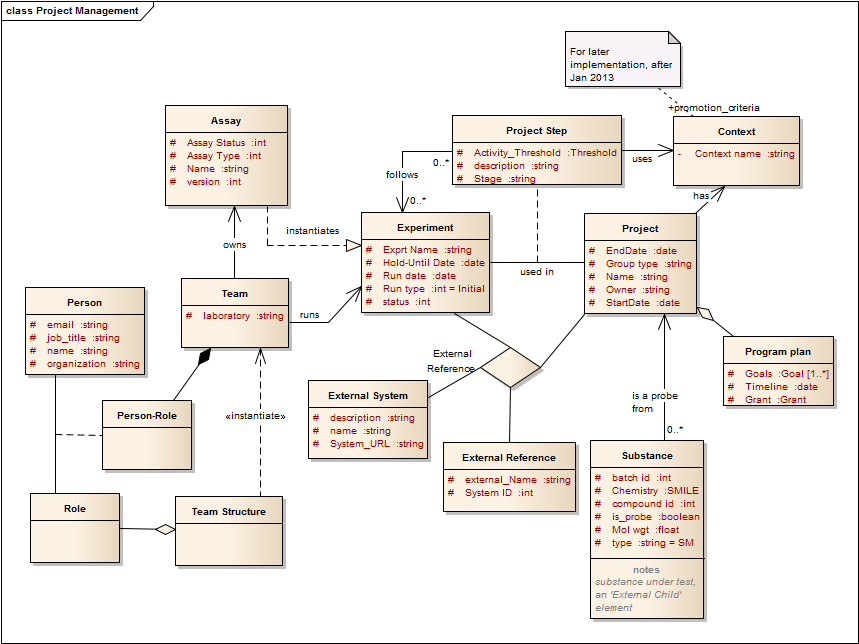 class Project Management
For later
implementation, after
Jan 2013
+promotion_criteria
Assay
# Assay Status :int
# Assay Type :int
# Name :string
# version :int
Project Step
# Activity_Threshold :Threshold
# description :string
# Stage :string
Context
- Context name :string
uses
0..*
follows
0..*
has
instantiates
owns
Experiment
# Exprt Name :string
# Hold-Until Date :date
# Run date :date
# Run type :int = Initial
# status :int
used in
Project
# EndDate :date
# Group type :string
# Name :string
# Owner :string
# StartDate :date
Team
# laboratory :string
runs
Person
# email :string
# job_title :string
# name :string
# organization :string
Program plan
# Goals :Goal [1..*]
# Timeline :date
# Grant :Grant
External
Reference
External System
# description :string
# name :string
# System_URL :string
is a probe
from
0..*
Person-Role
«instantiate»
External Reference
# external_Name :string
# System ID :int
Substance
# batch id :int
# Chemistry :SMILE
# compound id :int
# is_probe :boolean
# Mol wgt :float
# type :string = SM
notes
substance under test,
an 'External Child'
element
Role
Team Structure